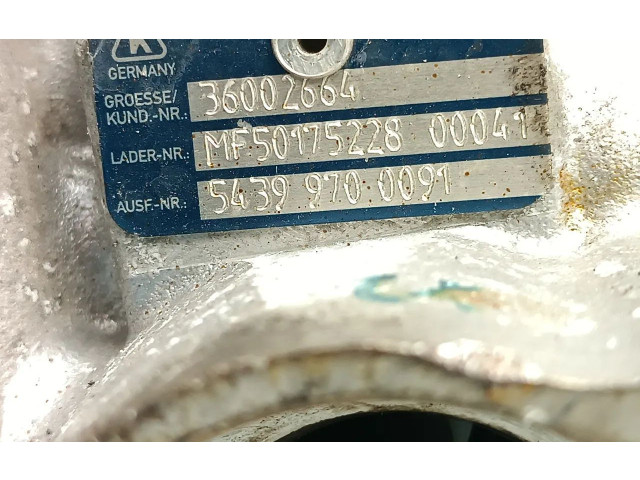 K
GERMANY
GROESSE/
KUND.-NR.: 36002664
LADER-NR.: MF50175228 00041
AUSF.-NR.: 5439 970 0091